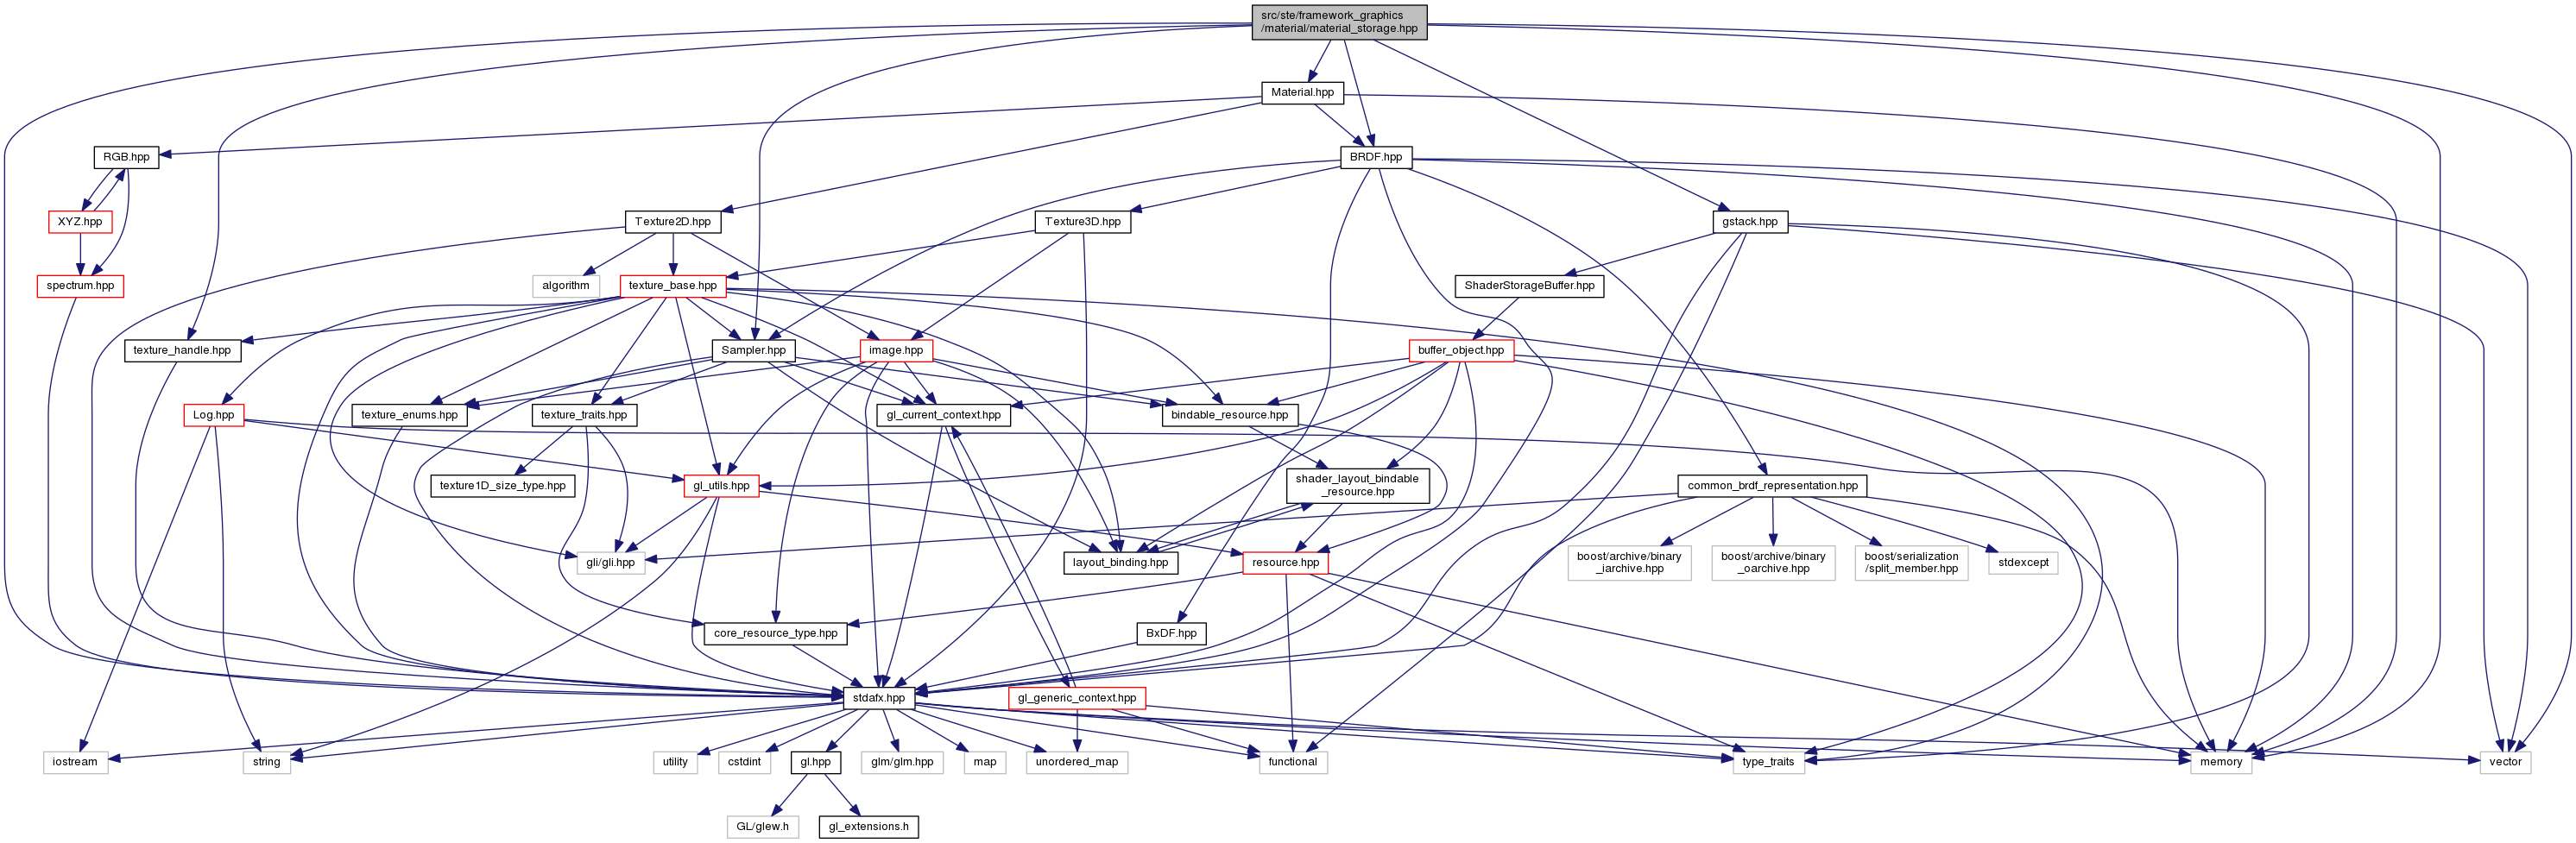 src/ste/framework_graphics
/material/material_storage.hpp
Material.hpp
RGB.hpp
BRDF.hpp
XYZ.hpp
Texture2D.hpp
Texture3D.hpp
gstack.hpp
spectrum.hpp
algorithm
texture_base.hpp
ShaderStorageBuffer.hpp
texture_handle.hpp
Sampler.hpp
image.hpp
buffer_object.hpp
Log.hpp
texture_enums.hpp
texture_traits.hpp
gl_current_context.hpp
bindable_resource.hpp
texture1D_size_type.hpp
gl_utils.hpp
shader_layout_bindable
_resource.hpp
common_brdf_representation.hpp
gli/gli.hpp
layout_binding.hpp
resource.hpp
boost/archive/binary
_iarchive.hpp
boost/archive/binary
_oarchive.hpp
boost/serialization
/split_member.hpp
stdexcept
core_resource_type.hpp
BxDF.hpp
stdafx.hpp
gl_generic_context.hpp
iostream
string
utility
cstdint
gl.hpp
glm/glm.hpp
map
unordered_map
functional
type_traits
memory
vector
GL/glew.h
gl_extensions.h